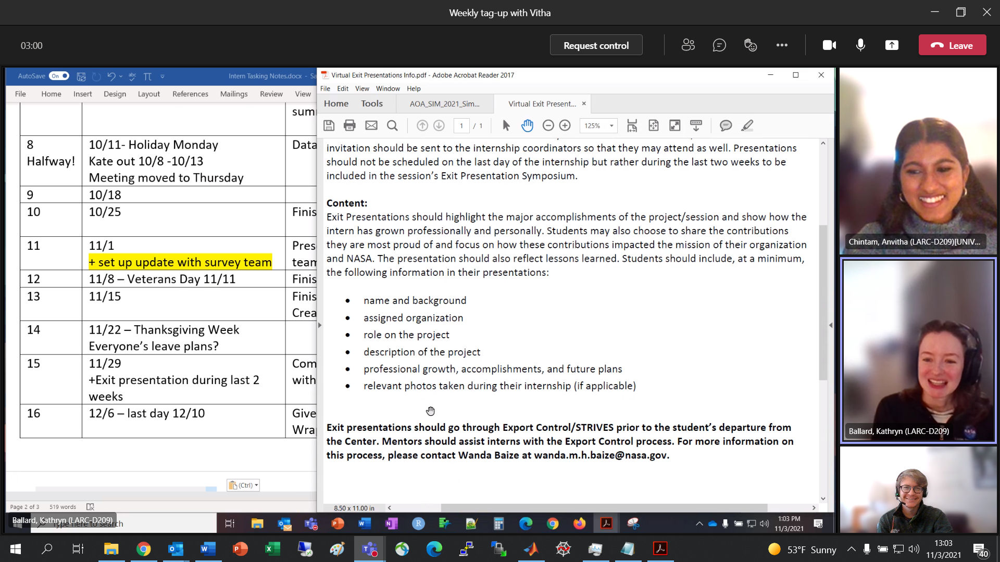 Weekly tag-up with Vitha
03:00
Request control
Leave
AutoSave On
Intern Tasking Notes.docx - Sa
File Home Insert Design Layout References Mailings Review View
8
Halfway!
10/11- Holiday Monday
Kate out 10/8 -10/13
Meeting moved to Thursday
Data
9
10/18
10
10/25
Finis
11
11/1
+ set up update with survey team
Pres
team
12
11/8 – Veterans Day 11/11
Finis
13
11/15
Finis
Crea
14
11/22 – Thanksgiving Week
Everyone's leave plans?
15
11/29
+Exit presentation during last 2
weeks
Com
with
16
12/6 – last day 12/10
Give
Wrap
(Ctrl)
Page 2 of 3 519 words
Virtual Exit Presentations Info.pdf - Adobe Acrobat Reader 2017
File Edit View Window Help
Home Tools AOA_SIM_2021_Sim... Virtual Exit Present... ×
1 / 1 125%
invitation should be sent to the internship coordinators so that they may attend as well. Presentations
should not be scheduled on the last day of the internship but rather during the last two weeks to be
included in the session's Exit Presentation Symposium.
Content:
Exit Presentations should highlight the major accomplishments of the project/session and show how the
intern has grown professionally and personally. Students may also choose to share the contributions
they are most proud of and focus on how these contributions impacted the mission of their organization
and NASA. The presentation should also reflect lessons learned. Students should include, at a minimum,
the following information in their presentations:
• name and background
• assigned organization
• role on the project
• description of the project
• professional growth, accomplishments, and future plans
• relevant photos taken during their internship (if applicable)
Exit presentations should go through Export Control/STRIVES prior to the student's departure from
the Center. Mentors should assist interns with the Export Control process. For more information on
this process, please contact Wanda Baize at wanda.m.h.baize@nasa.gov.
8.50 x 11.00 in
Chintam, Anvitha (LARC-D209)[UNIV...
Ballard, Kathryn (LARC-D209)
Ballard, Kathryn (LARC-D209)
Type here to search
1:03 PM
11/3/2021
53°F Sunny
13:03
11/3/2021
40